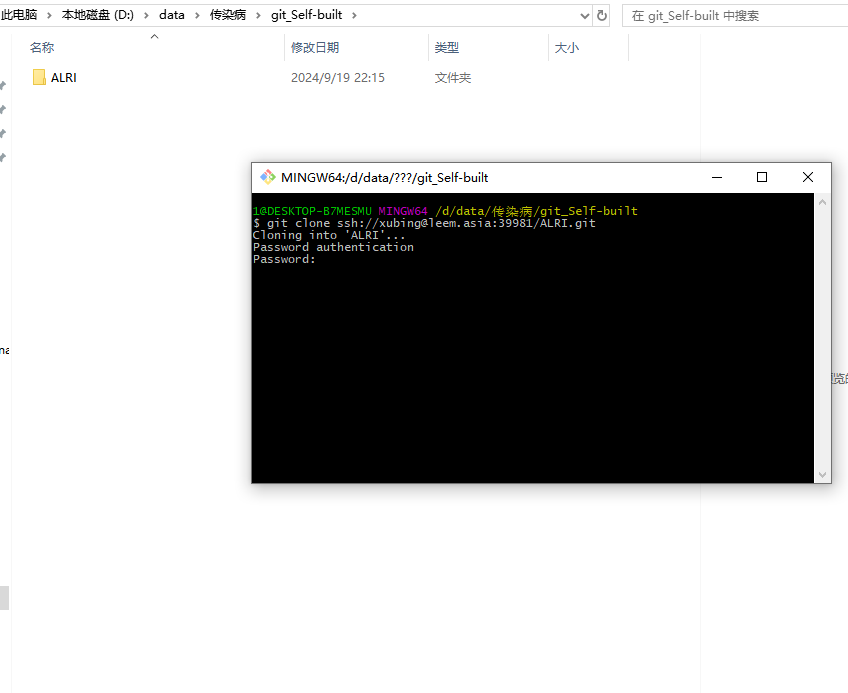 此电脑 > 本地磁盘 (D:) > data > 传染病 > git_Self-built >
在 git_Self-built 中搜索
名称 修改日期 类型 大小
ALRI 2024/9/19 22:15 文件夹
MINGW64:/d/data/???/git_Self-built
1@DESKTOP-B7MESMU MINGW64 /d/data/传染病/git_Self-built
$ git clone ssh://xubing@leem.asia:39981/ALRI.git
Cloning into 'ALRI'...
Password authentication
Password: